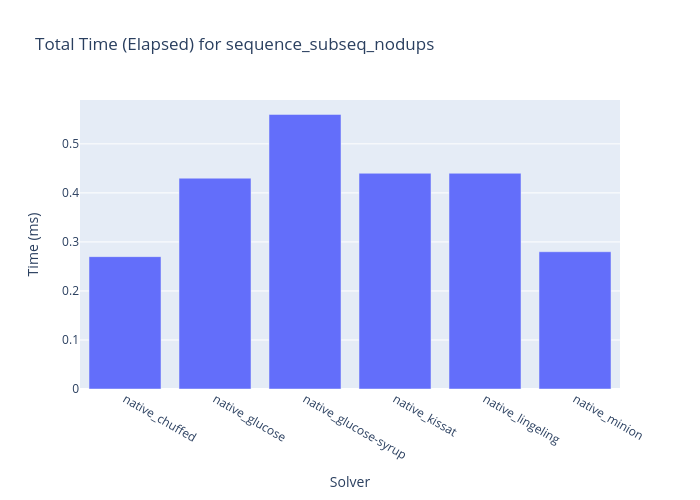 Total Time (Elapsed) for sequence_subseq_nodups
Time (ms)
0.5
0.4
0.3
0.2
0.1
0
native_chuffed
native_glucose
native_glucose-syrup
native_kissat
native_lingeling
native_minion
Solver